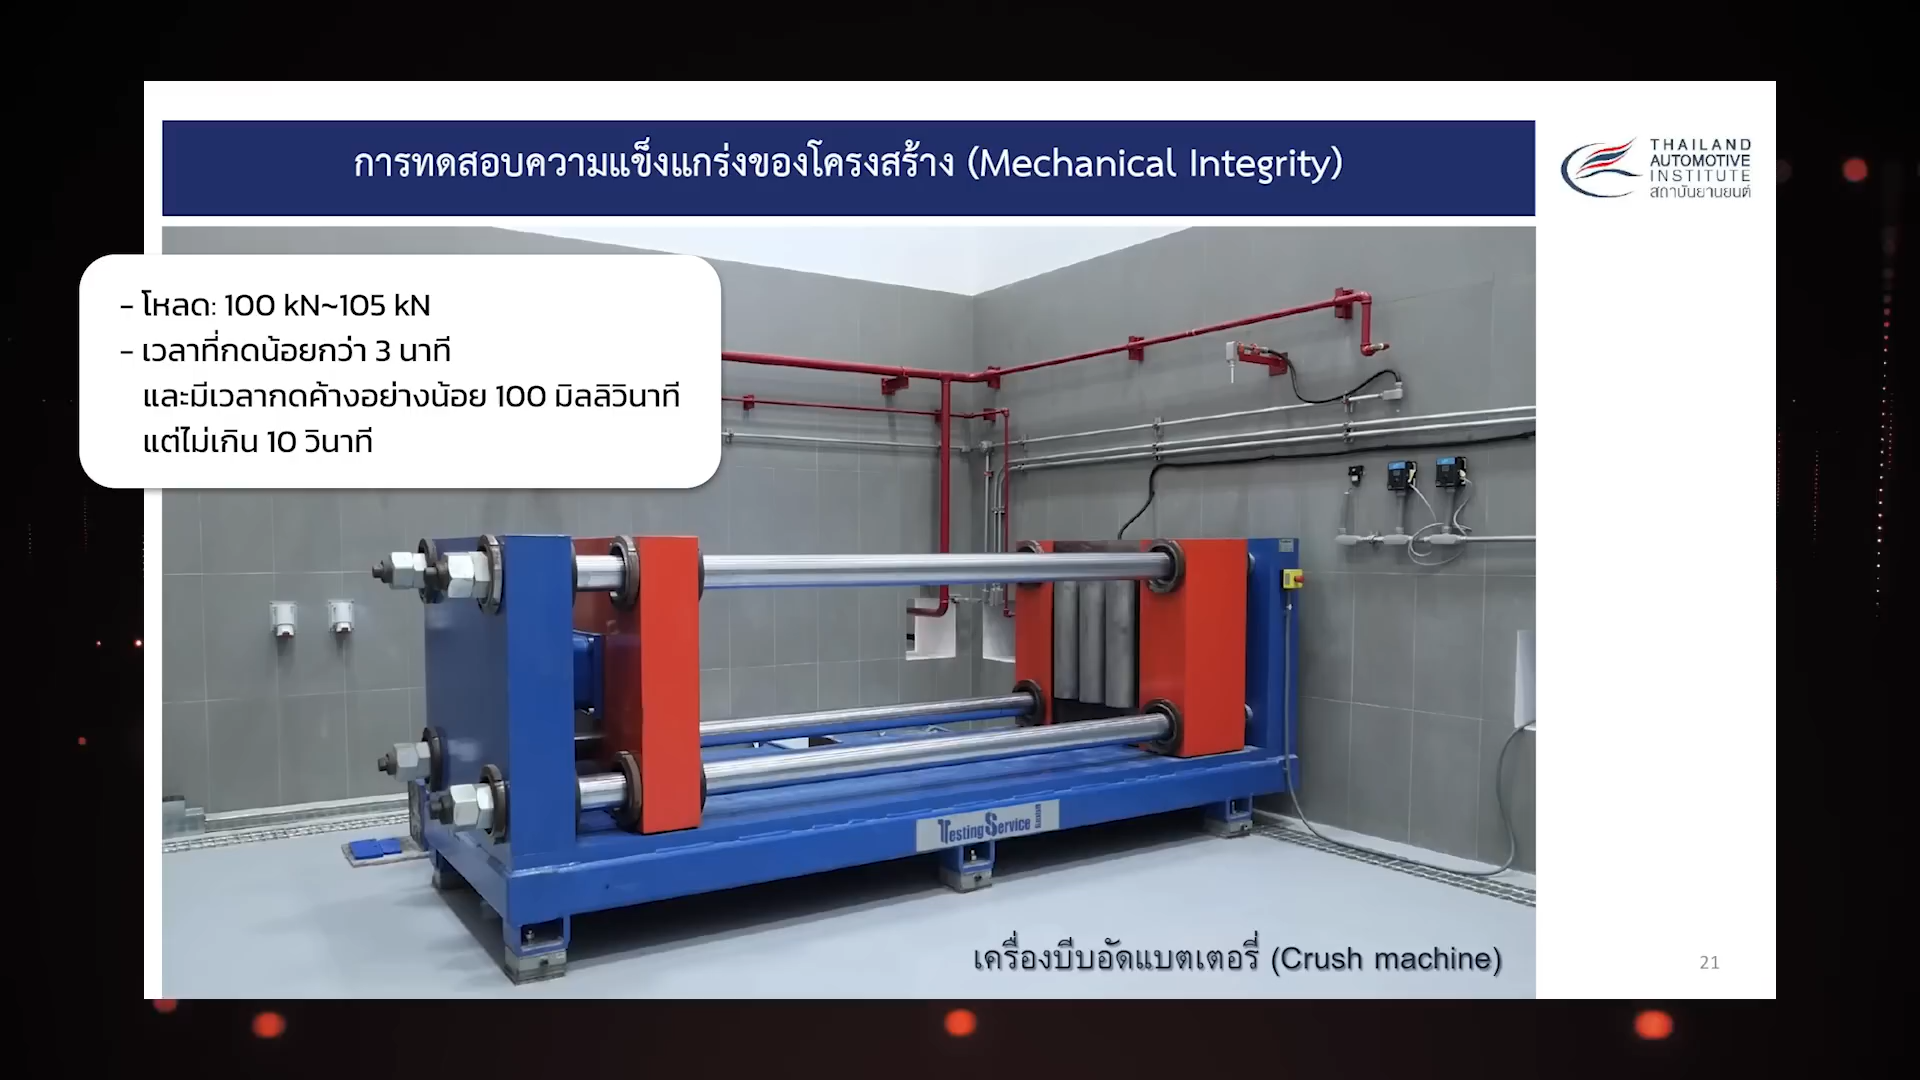 การทดสอบความแข็งแกร่งของโครงสร้าง (Mechanical Integrity)
THAILAND
AUTOMOTIVE
INSTITUTE
สถาบันยานยนต์
- โหลด: 100 kN~105 kN
- เวลาที่กดน้อยกว่า 3 นาที
และมีเวลากดค้างอย่างน้อย 100 มิลลิวินาที
แต่ไม่เกิน 10 วินาที
Testing Service
เครื่องบีบอัดแบตเตอรี่ (Crush machine)
21